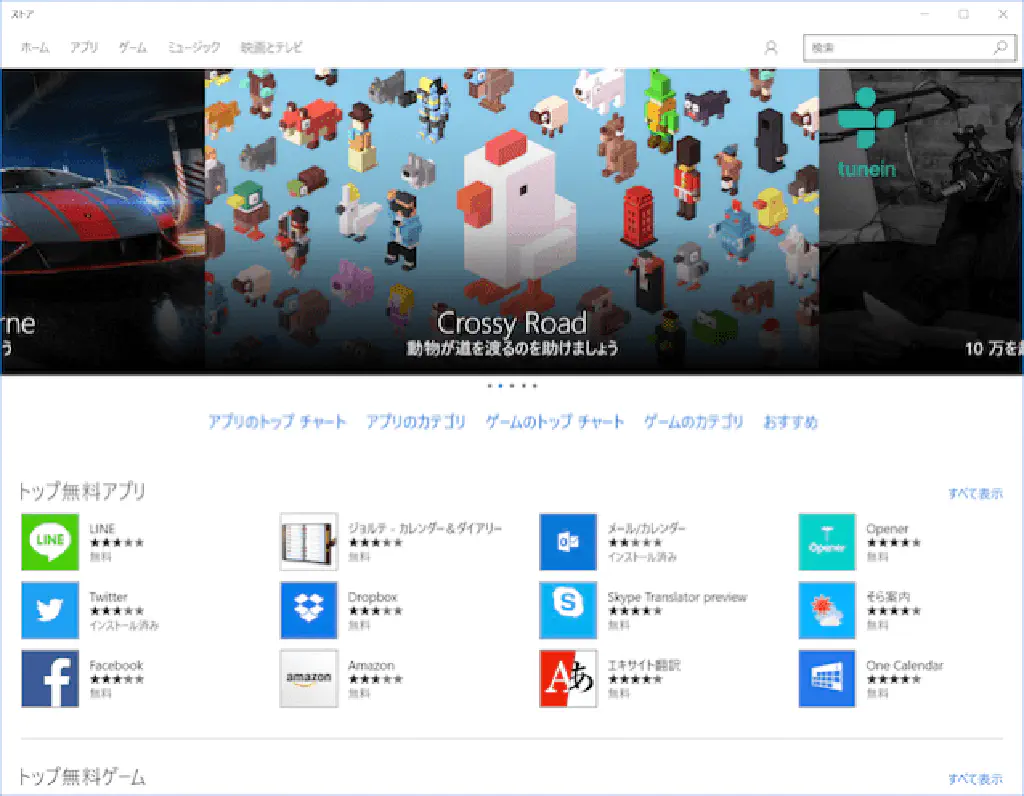 ストア
ホーム アプリ ゲーム ミュージック 映画とテレビ
検索
tunein
rne
Crossy Road
う
動物が道を渡るのを助けましょう
10 万を
アプリのトップ チャート アプリのカテゴリ ゲームのトップ チャート ゲームのカテゴリ おすすめ
トップ無料アプリ
すべて表示
LINE
LINE
無料
ジョルテ - カレンダー＆ダイアリー
無料
メール/カレンダー
インストール済み
Opener
Opener
無料
Twitter
インストール済み
Dropbox
無料
Skype Translator preview
無料
そら案内
無料
Facebook
無料
amazon
Amazon
無料
Aあ
エキサイト翻訳
無料
One Calendar
無料
トップ無料ゲーム
すべて表示